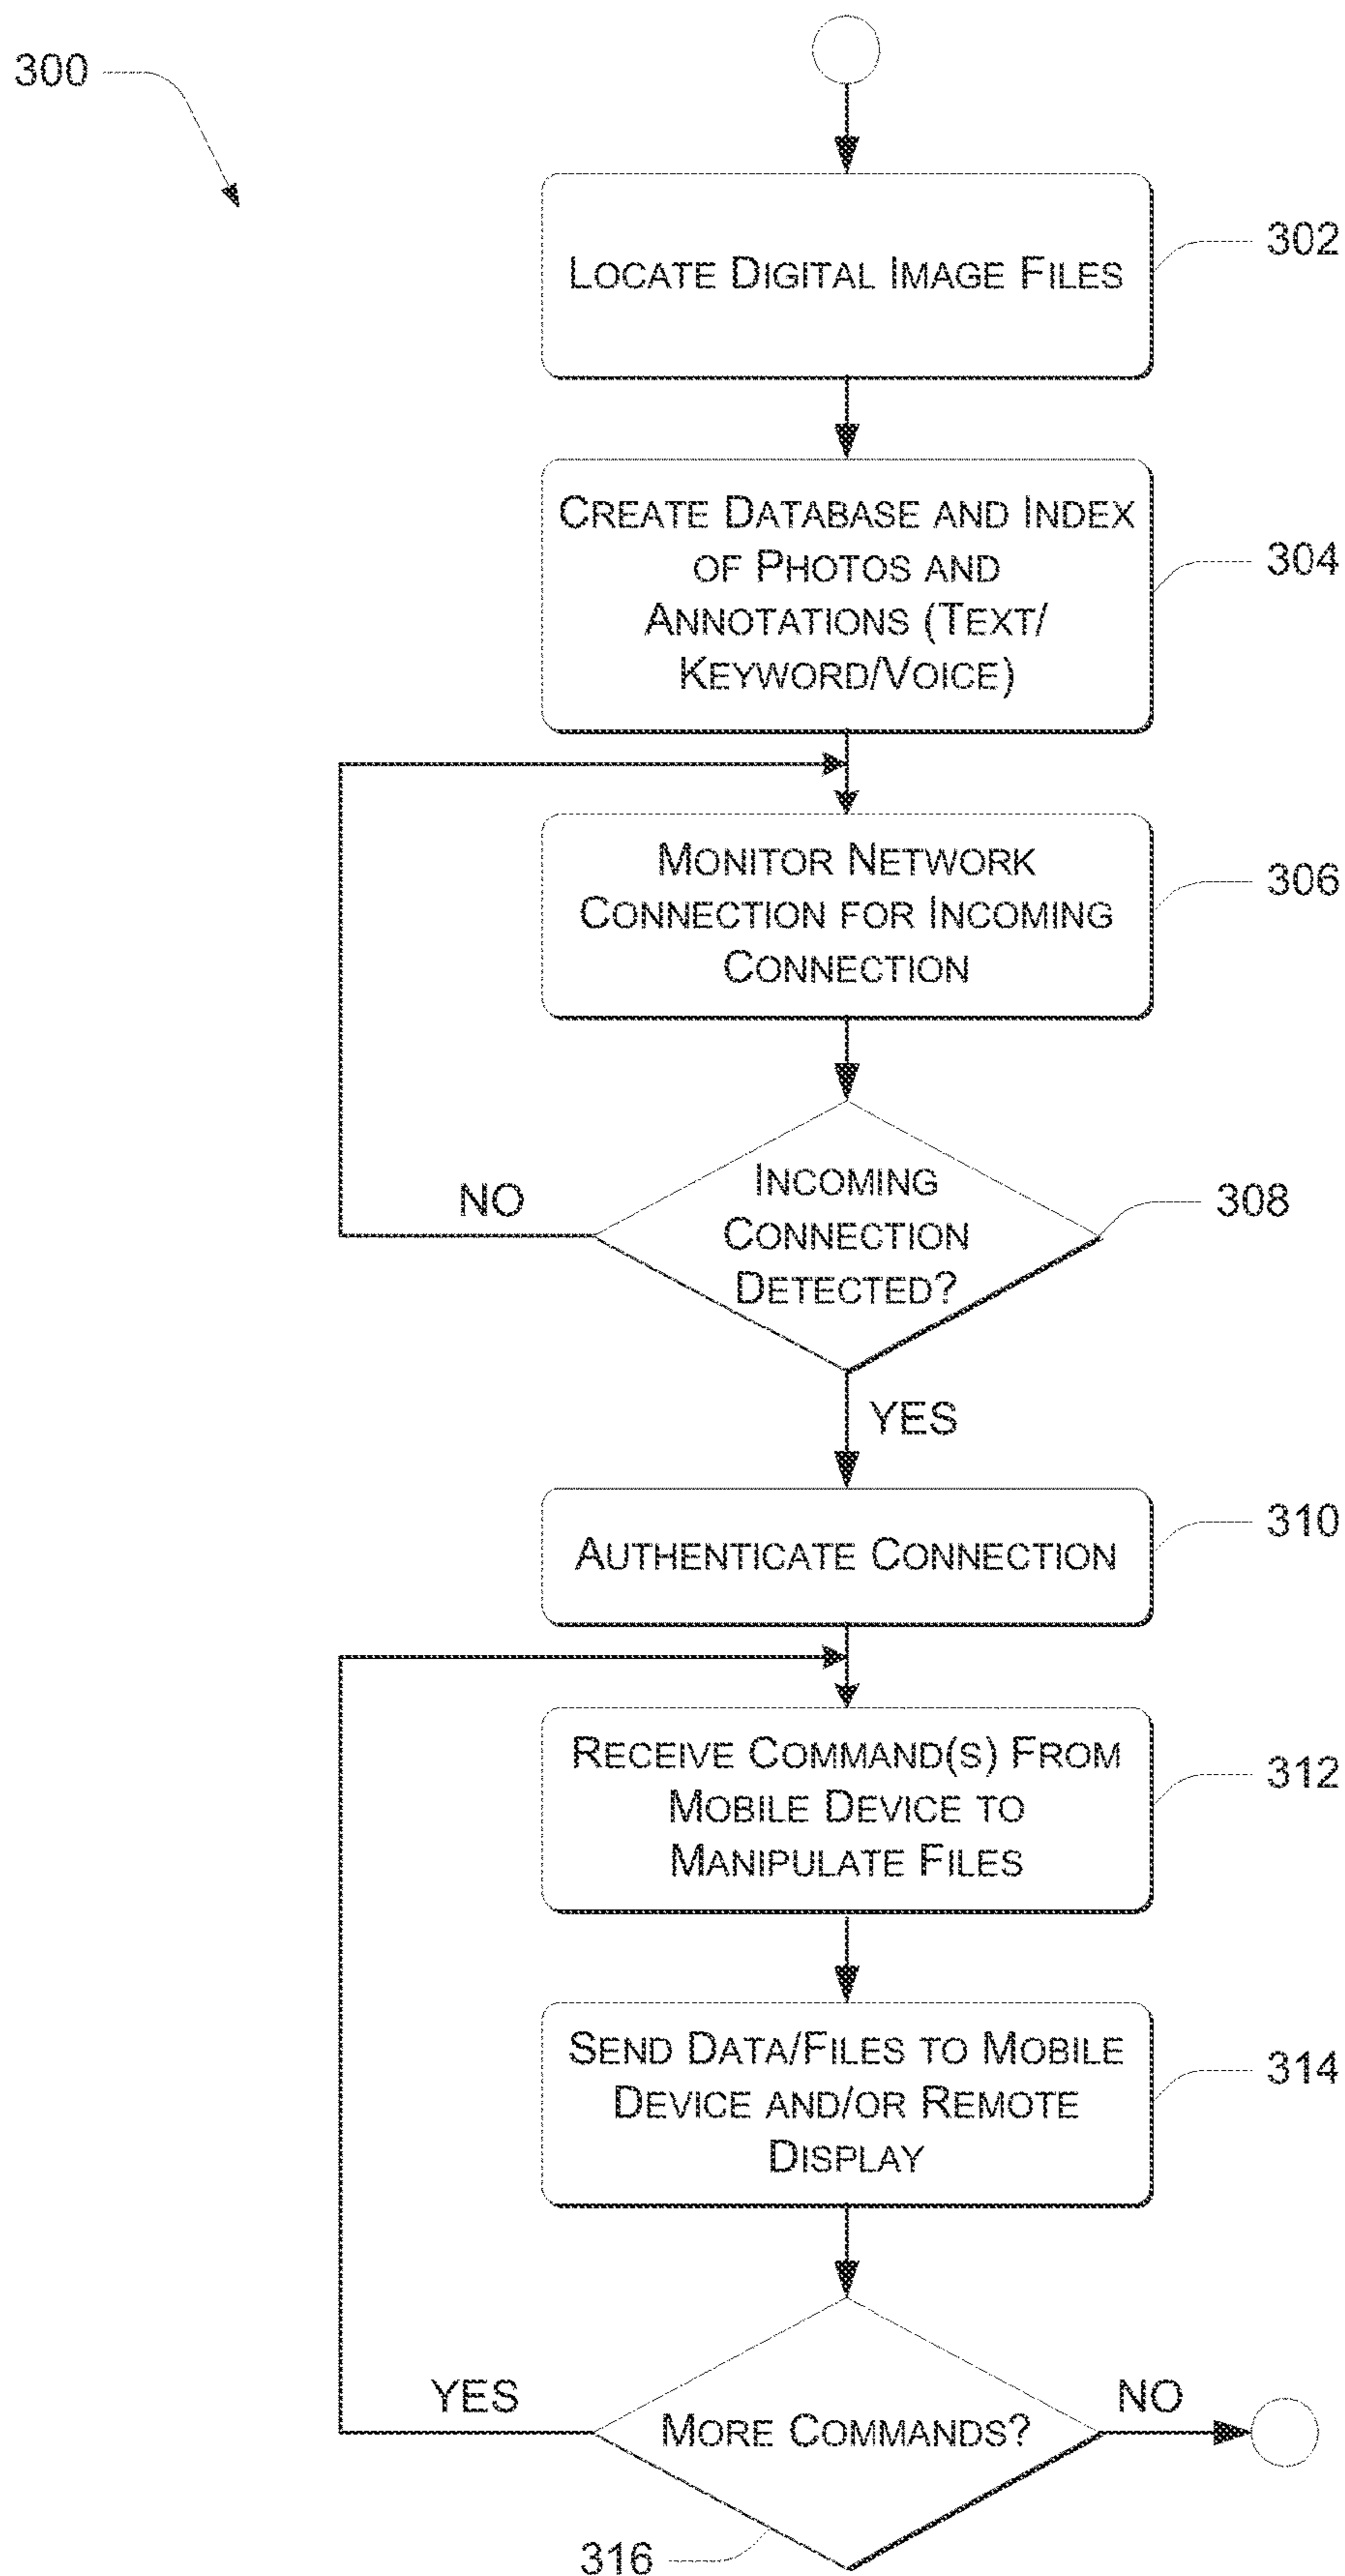 300
LOCATE DIGITAL IMAGE FILES
302
CREATE DATABASE AND INDEX
OF PHOTOS AND
ANNOTATIONS (TEXT/
KEYWORD/VOICE)
304
MONITOR NETWORK
CONNECTION FOR INCOMING
CONNECTION
306
INCOMING
CONNECTION
DETECTED?
308
NO
YES
AUTHENTICATE CONNECTION
310
RECEIVE COMMAND(S) FROM
MOBILE DEVICE TO
MANIPULATE FILES
312
SEND DATA/FILES TO MOBILE
DEVICE AND/OR REMOTE
DISPLAY
314
YES
MORE COMMANDS?
NO
316